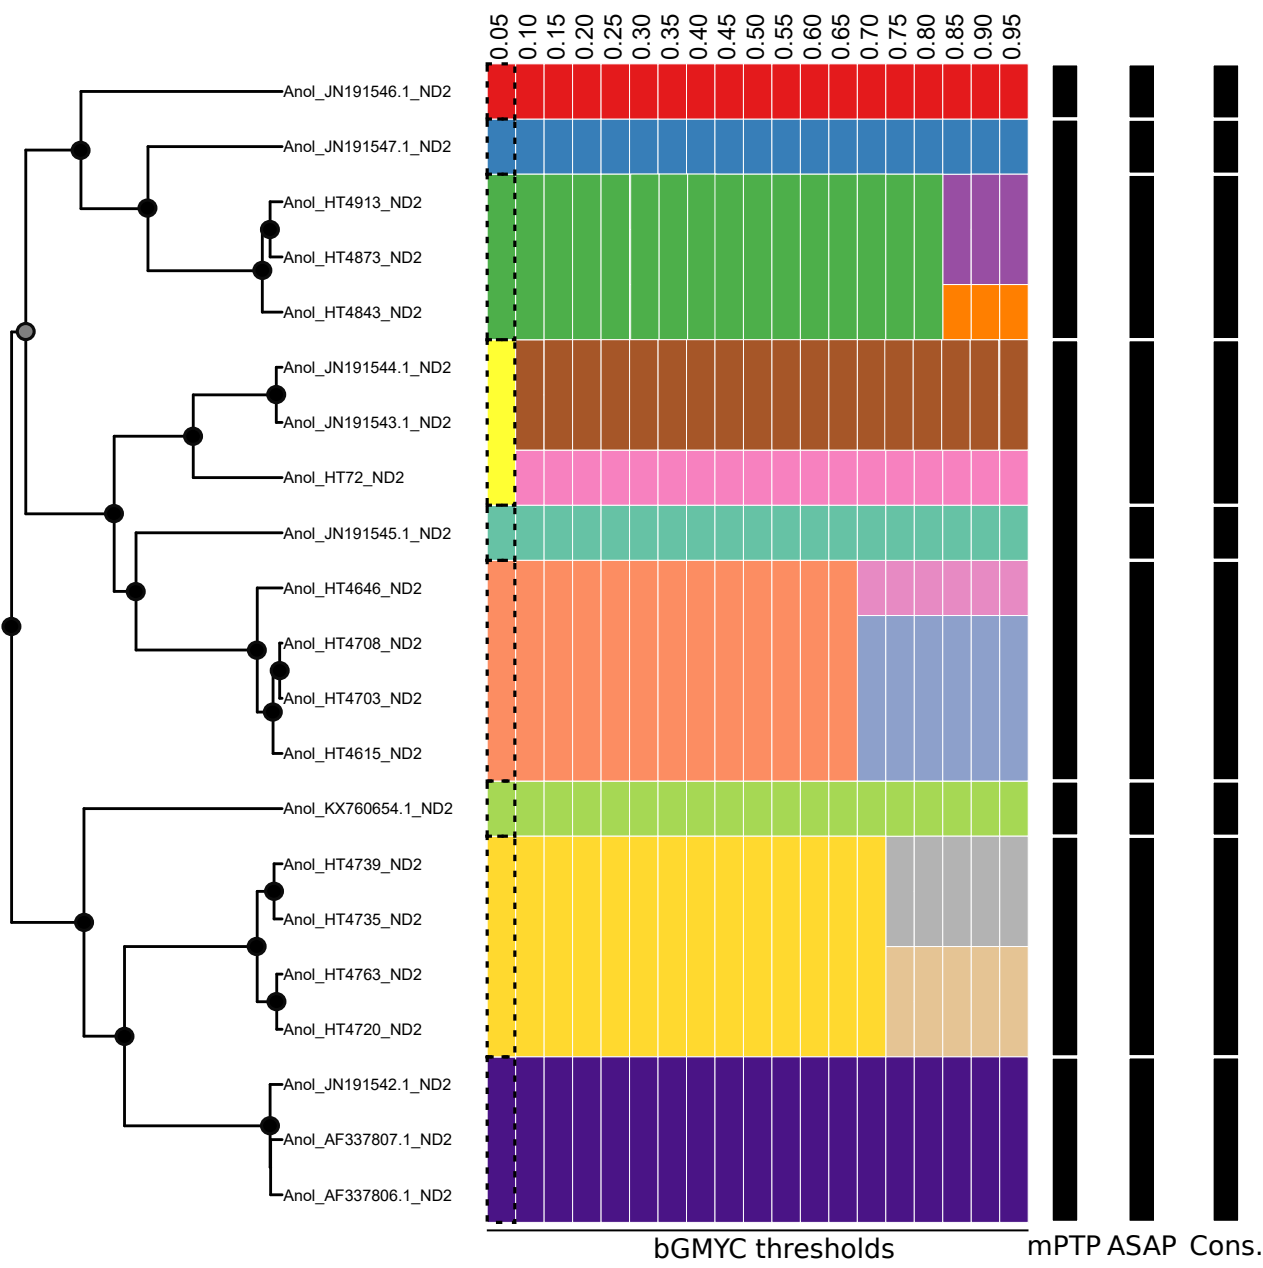 0.05 0.10 0.15 0.20 0.25 0.30 0.35 0.40 0.45 0.50 0.55 0.60 0.65 0.70 0.75 0.80 0.85 0.90 0.95
Anol_JN191546.1_ND2
Anol_JN191547.1_ND2
Anol_HT4913_ND2
Anol_HT4873_ND2
Anol_HT4843_ND2
Anol_JN191544.1_ND2
Anol_JN191543.1_ND2
Anol_HT72_ND2
Anol_JN191545.1_ND2
Anol_HT4646_ND2
Anol_HT4708_ND2
Anol_HT4703_ND2
Anol_HT4615_ND2
Anol_KX760654.1_ND2
Anol_HT4739_ND2
Anol_HT4735_ND2
Anol_HT4763_ND2
Anol_HT4720_ND2
Anol_JN191542.1_ND2
Anol_AF337807.1_ND2
Anol_AF337806.1_ND2
bGMYC thresholds mPTP ASAP Cons.